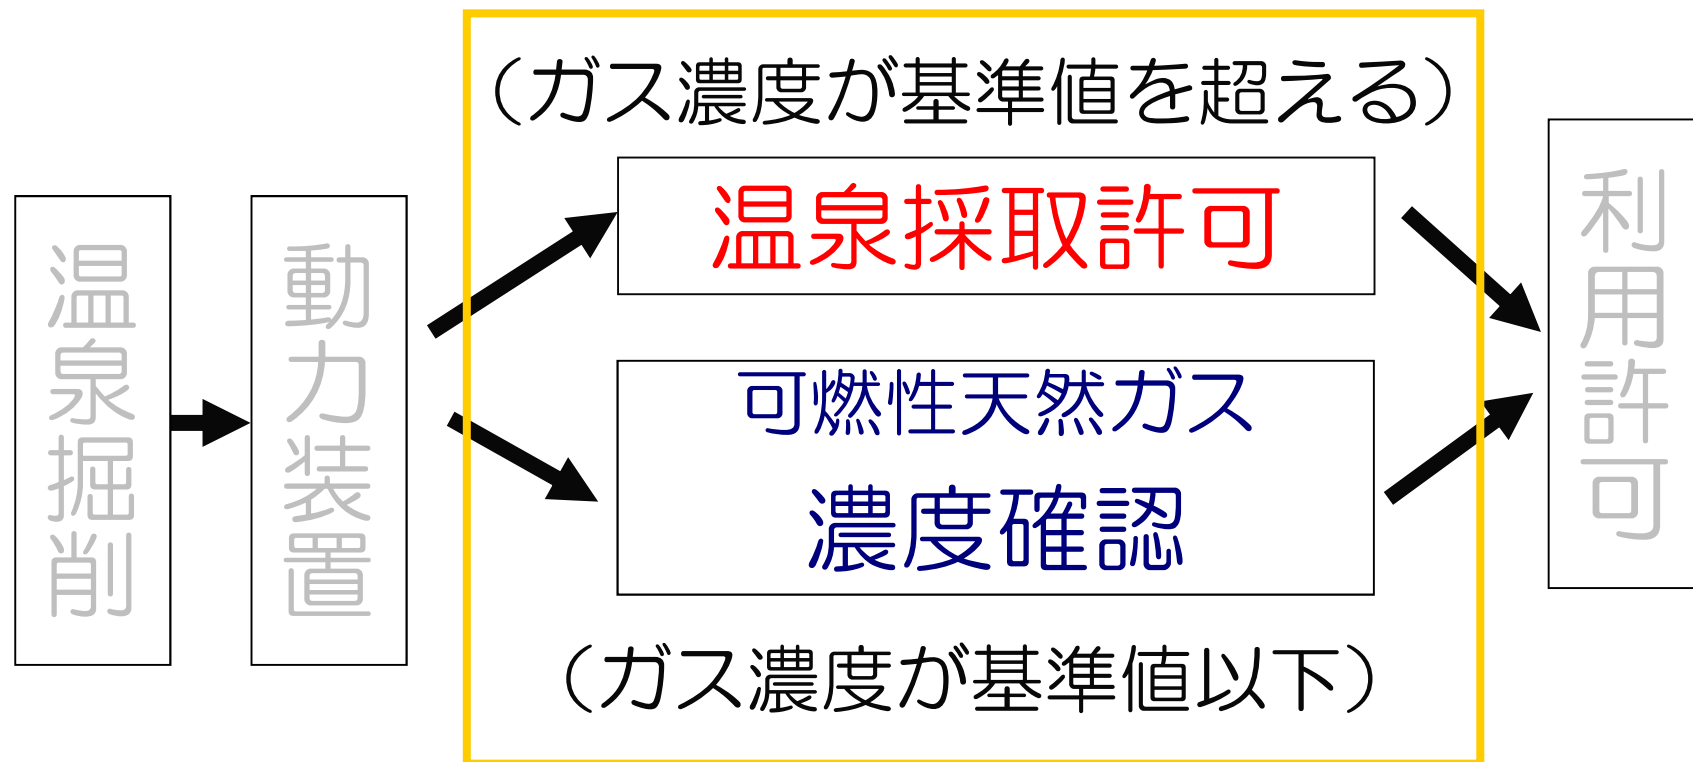 温泉掘削
動力装置
（ガス濃度が基準値を超える）
温泉採取許可
可燃性天然ガス
濃度確認
（ガス濃度が基準値以下）
利用許可